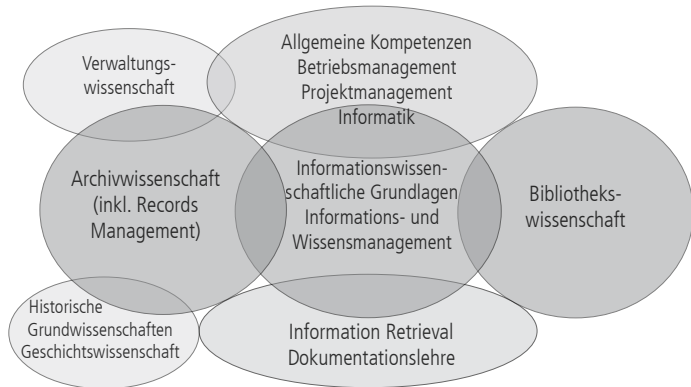 Verwaltungs-
wissenschaft
Allgemeine Kompetenzen
Betriebsmanagement
Projektmanagement
Informatik
Archivwissenschaft
(inkl. Records
Management)
Informationswissen-
schaftliche Grundlagen
Informations- und
Wissensmanagement
Bibliotheks-
wissenschaft
Historische
Grundwissenschaften
Geschichtswissenschaft
Information Retrieval
Dokumentationslehre